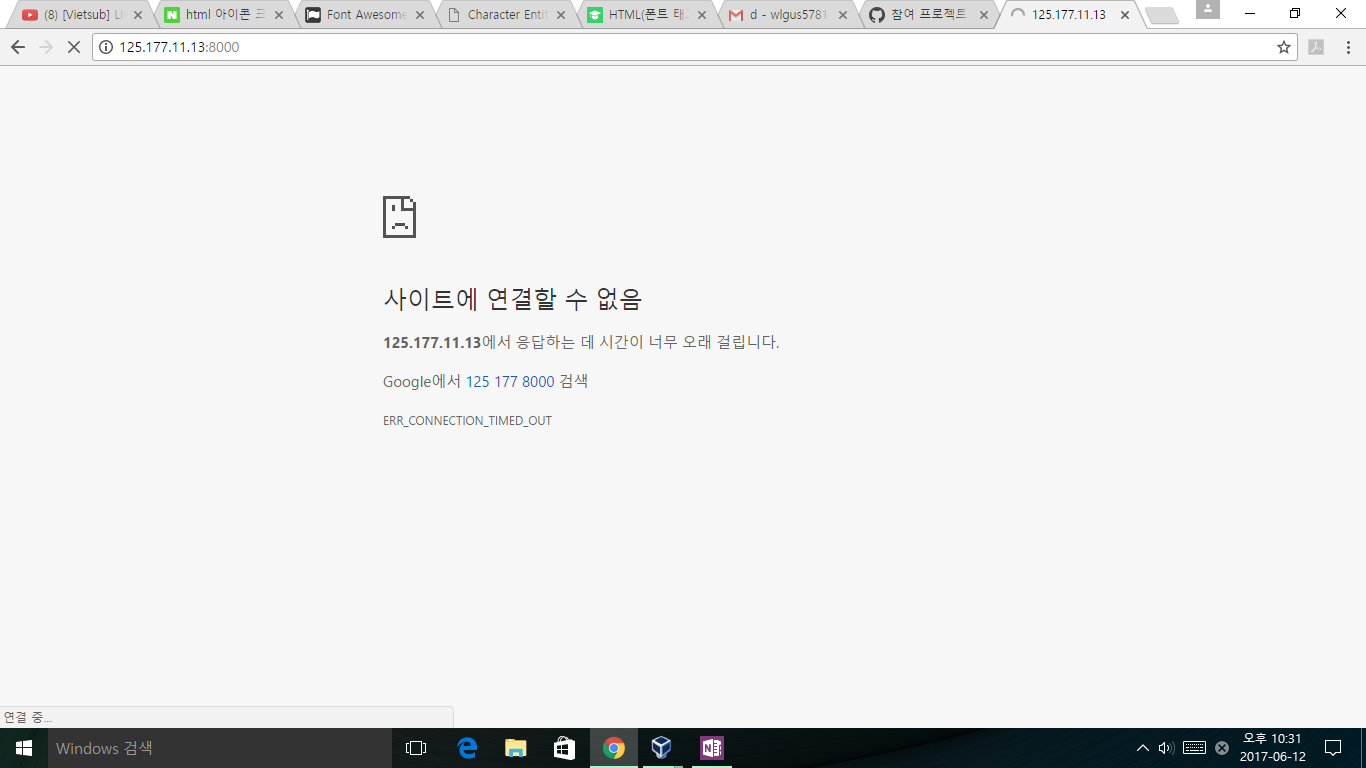 (8) [Vietsub] LI
html 아이콘 크
Font Awesome
Character Enti
HTML(폰트 태
d - wlgus5781
참여 프로젝트
125.177.11.13
125.177.11.13:8000
사이트에 연결할 수 없음
125.177.11.13에서 응답하는 데 시간이 너무 오래 걸립니다.
Google에서 125 177 8000 검색
ERR_CONNECTION_TIMED_OUT
연결 중...
Windows 검색
오후 10:31
2017-06-12